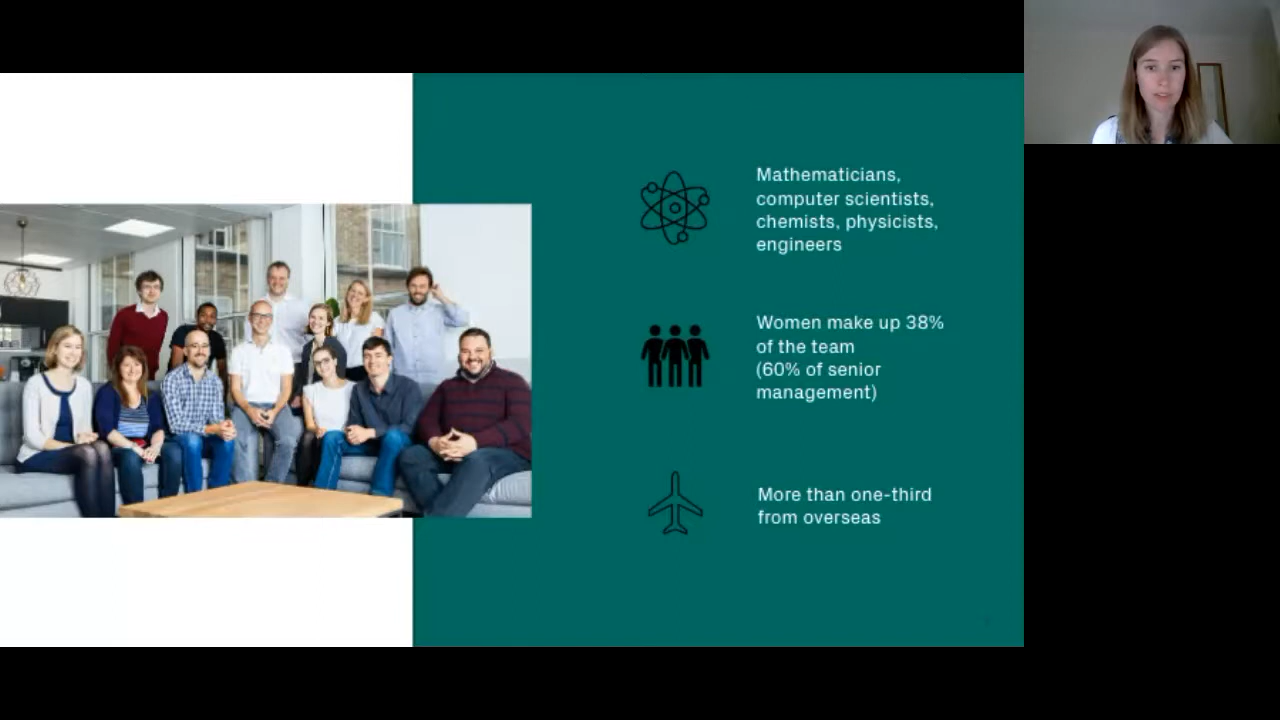 Mathematicians,
computer scientists,
chemists, physicists,
engineers
Women make up 38%
of the team
(60% of senior
management)
More than one-third
from overseas